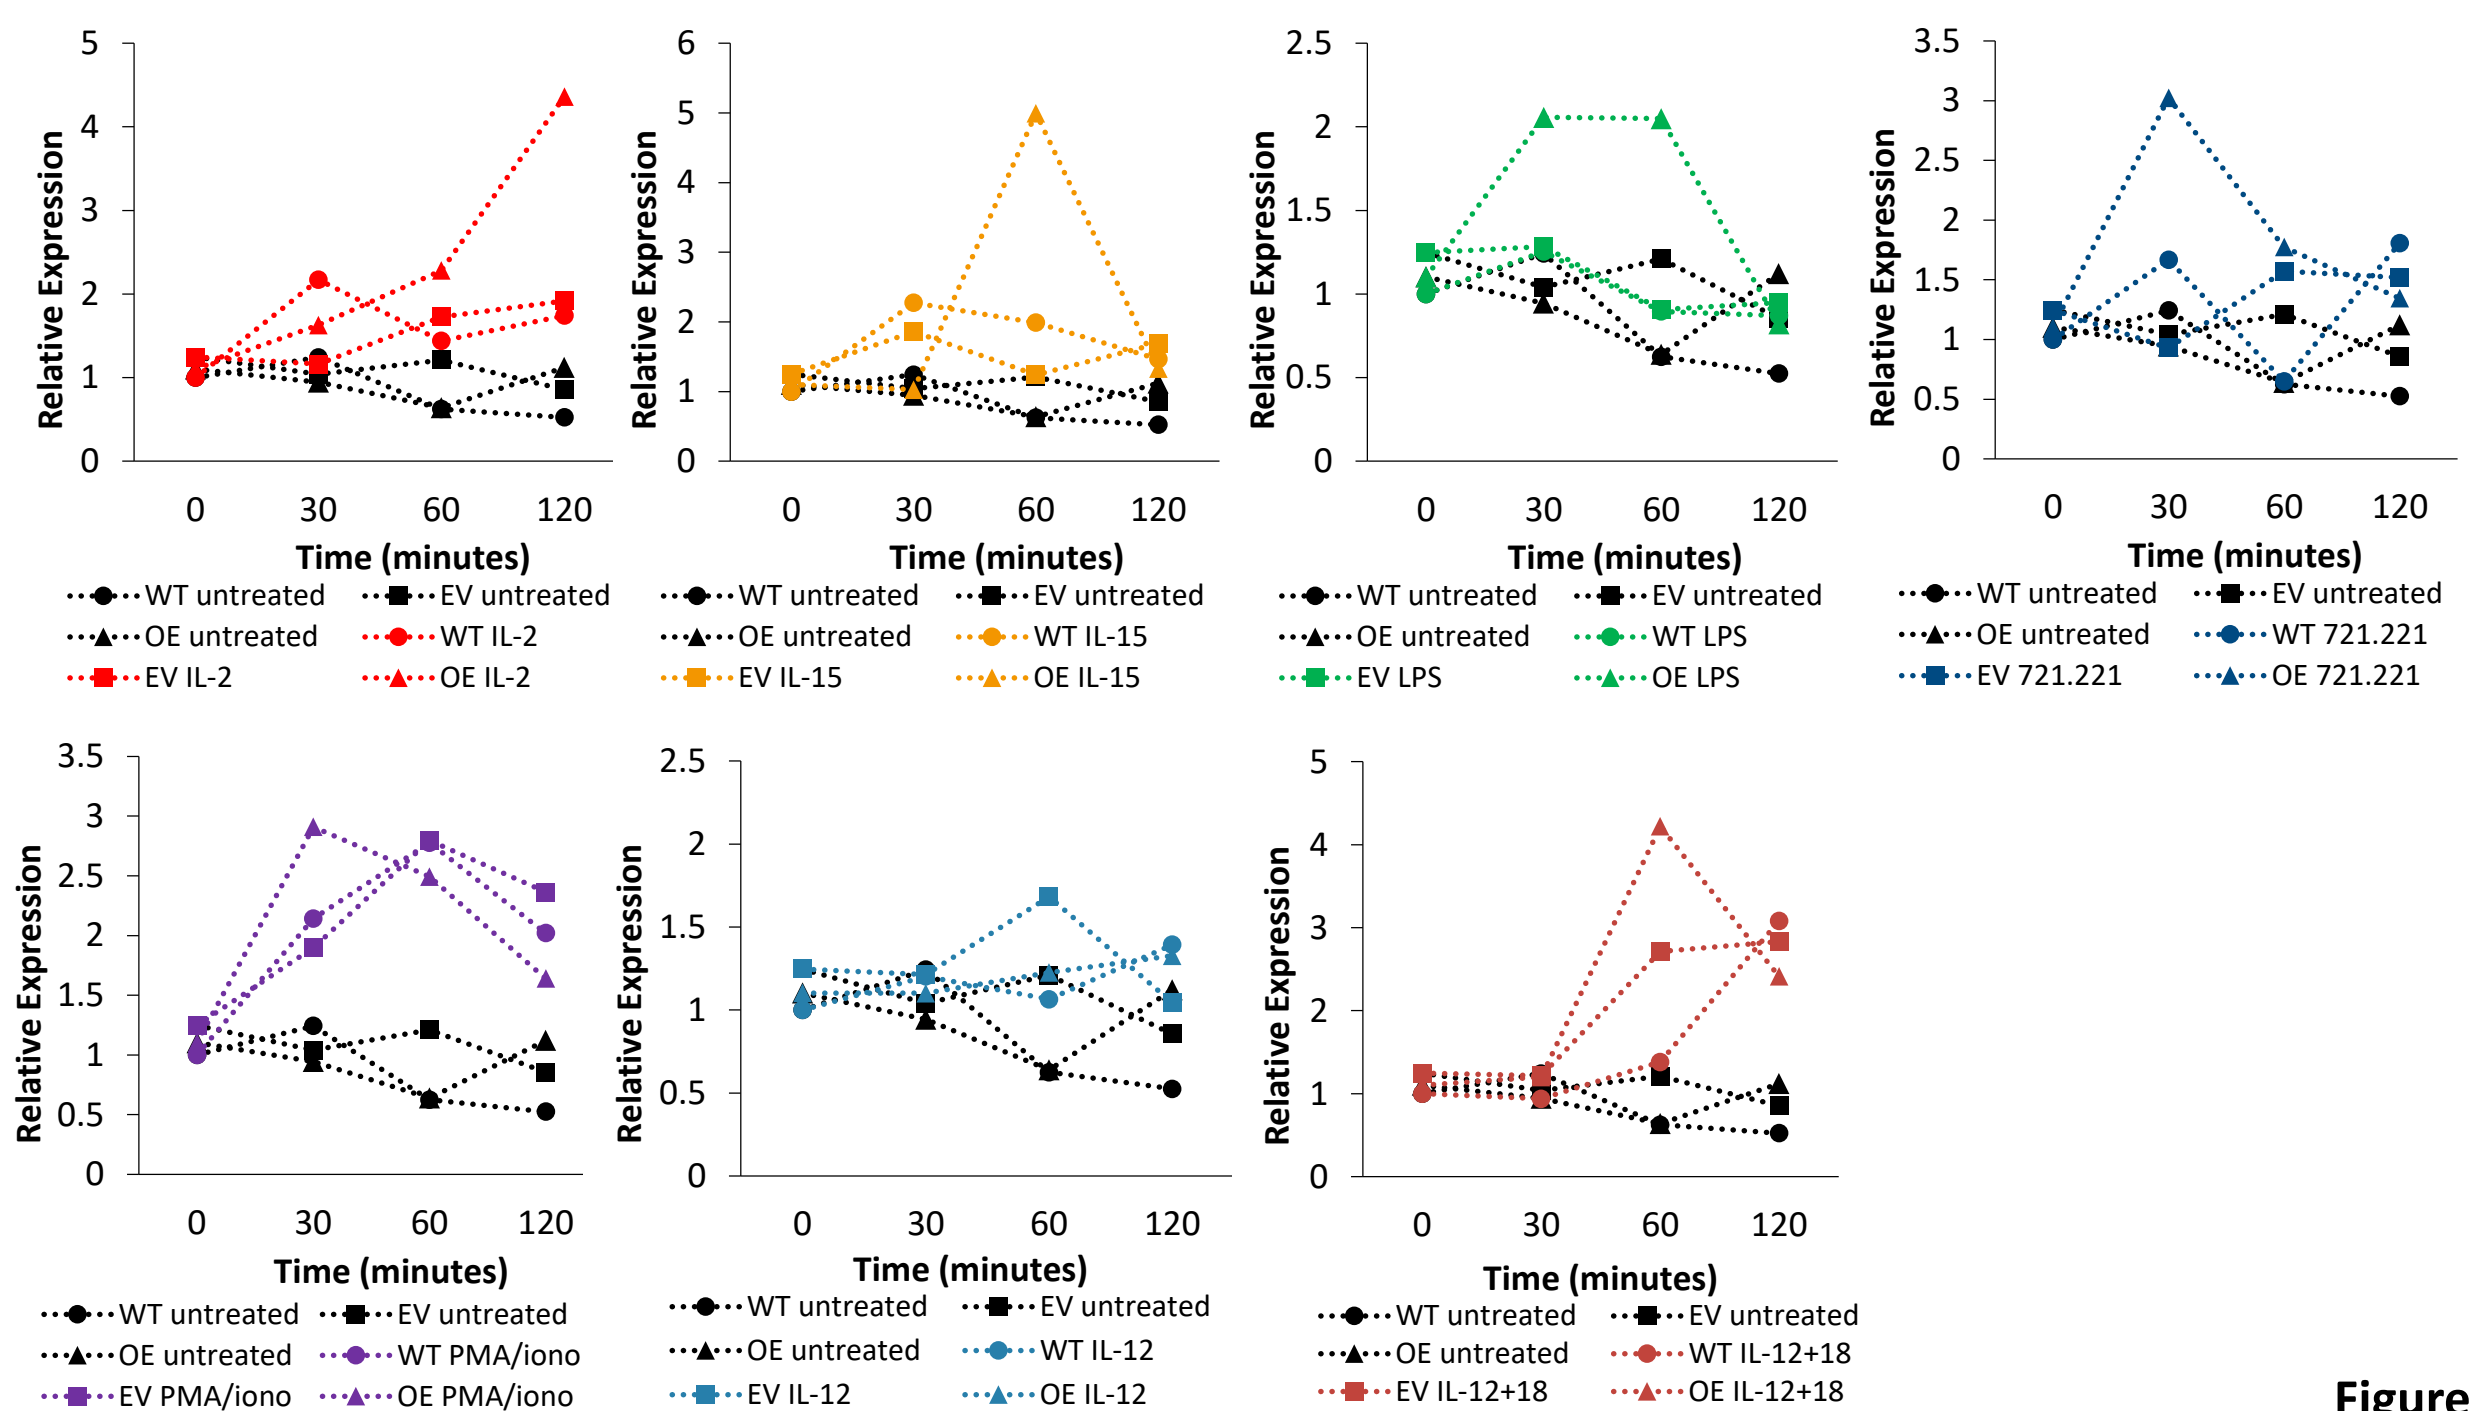 5
4
3
2
1
0
Relative Expression
0 30 60 120
Time (minutes)
WT untreated EV untreated
OE untreated WT IL-2
EV IL-2 OE IL-2
6
5
4
3
2
1
0
Relative Expression
0 30 60 120
Time (minutes)
WT untreated EV untreated
OE untreated WT IL-15
EV IL-15 OE IL-15
2.5
2
1.5
1
0.5
0
Relative Expression
0 30 60 120
Time (minutes)
WT untreated EV untreated
OE untreated WT LPS
EV LPS OE LPS
3.5
3
2.5
2
1.5
1
0.5
0
Relative Expression
0 30 60 120
Time (minutes)
WT untreated EV untreated
OE untreated WT 721.221
EV 721.221 OE 721.221
3.5
3
2.5
2
1.5
1
0.5
0
Relative Expression
0 30 60 120
Time (minutes)
WT untreated EV untreated
OE untreated WT PMA/iono
EV PMA/iono OE PMA/iono
2.5
2
1.5
1
0.5
0
Relative Expression
0 30 60 120
Time (minutes)
WT untreated EV untreated
OE untreated WT IL-12
EV IL-12 OE IL-12
5
4
3
2
1
0
Relative Expression
0 30 60 120
Time (minutes)
WT untreated EV untreated
OE untreated WT IL-12+18
EV IL-12+18 OE IL-12+18
Figure